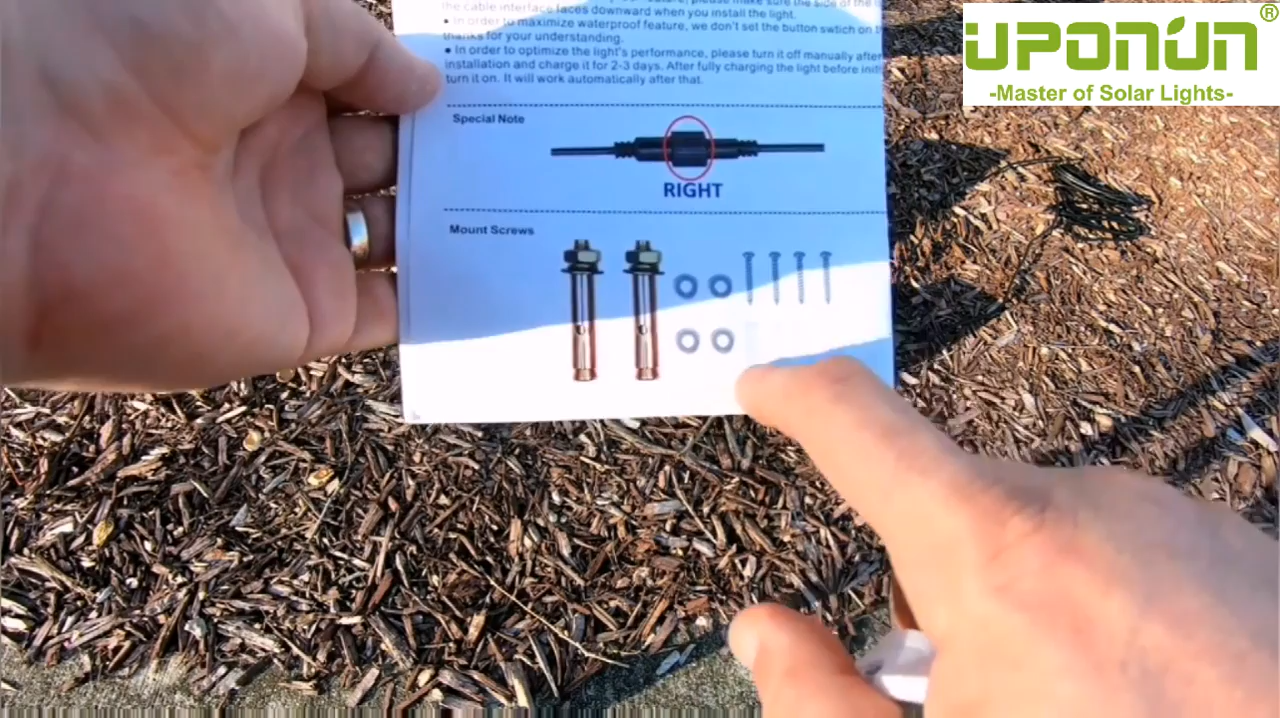 the cable interface faces downward when you install the light.
● In order to maximize waterproof feature, we don't set the button swtich on
thanks for your understanding.
● In order to optimize the light's performance, please turn it off manually after
installation and charge it for 2-3 days. After fully charging the light before
turn it on. It will work automatically after that.
Special Note
RIGHT
Mount Screws
UPONUN®
-Master of Solar Lights-